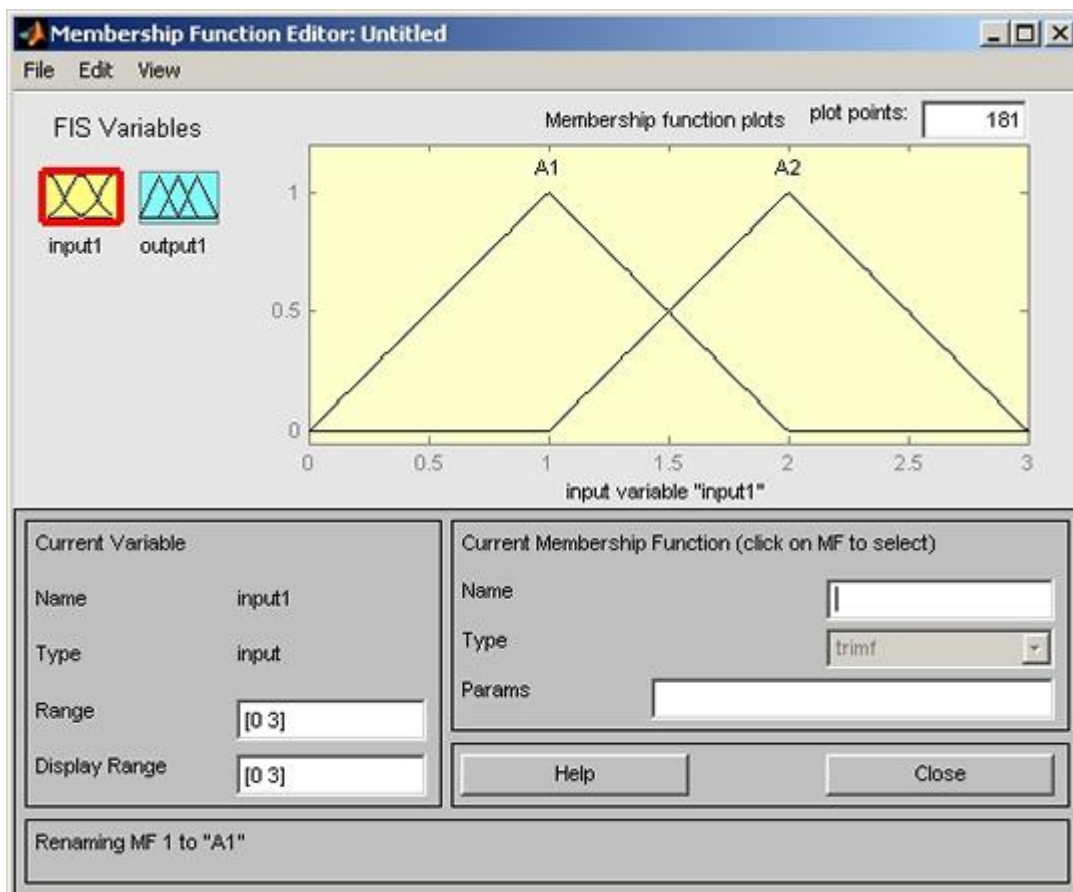 Membership Function Editor: Untitled
File Edit View
FIS Variables
Membership function plots plot points: 181
input1 output1
A1 A2
1
0.5
0
0 0.5 1 1.5 2 2.5 3
input variable "input1"
Current Variable
Name input1
Type input
Range [0 3]
Display Range [0 3]
Current Membership Function (click on MF to select)
Name
Type trimf
Params
Help Close
Renaming MF 1 to "A1"